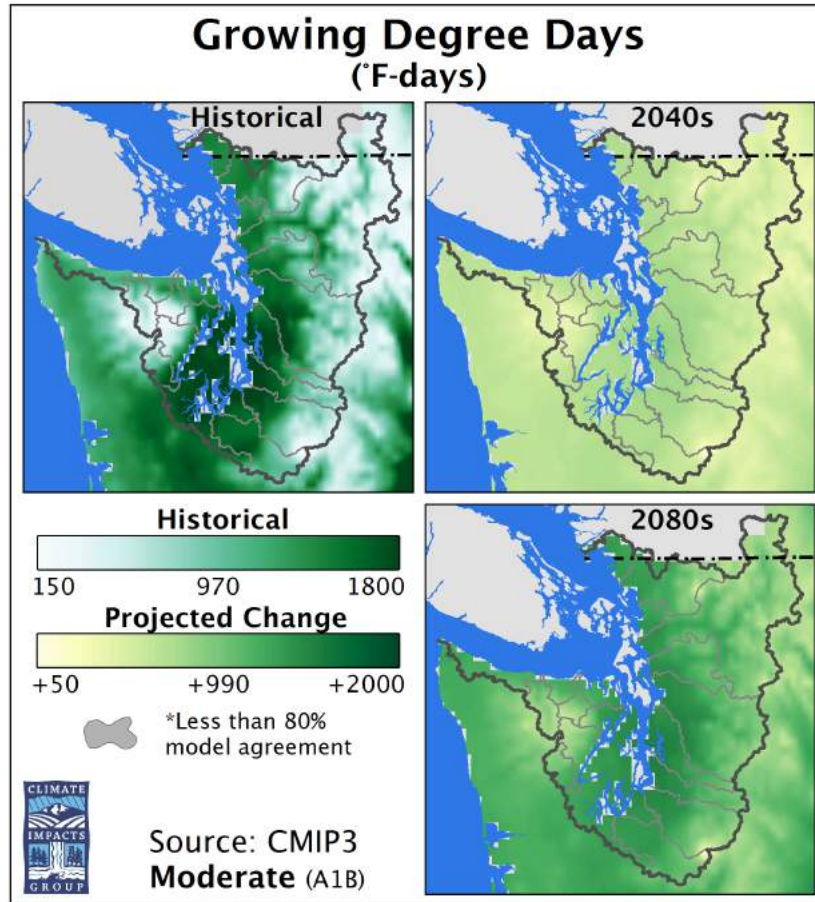 Growing Degree Days
(°F-days)
Historical
2040s
Historical
150 970 1800
Projected Change
+50 +990 +2000
*Less than 80%
model agreement
2080s
CLIMATE
IMPACTS
GROUP
Source: CMIP3
Moderate (A1B)